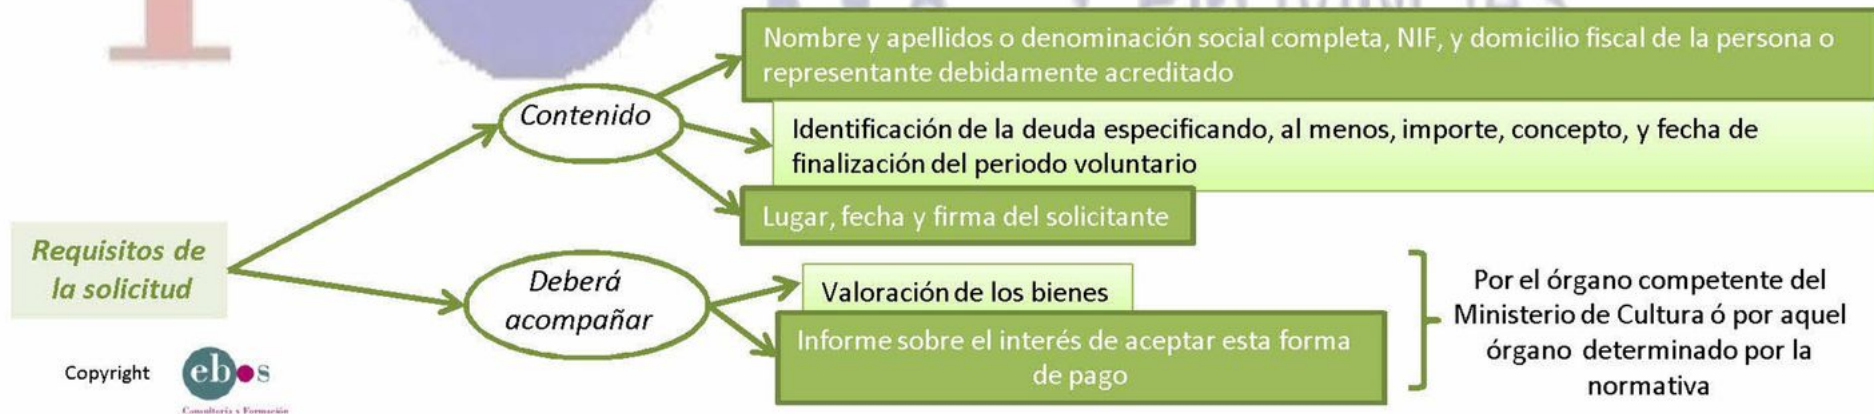 Nombre y apellidos o denominación social completa, NIF, y domicilio fiscal de la persona o
representante debidamente acreditado
Contenido
Identificación de la deuda especificando, al menos, importe, concepto, y fecha de
finalización del periodo voluntario
Lugar, fecha y firma del solicitante
Requisitos de
la solicitud
Deberá
acompañar
Valoración de los bienes
Informe sobre el interés de aceptar esta forma
de pago
Por el órgano competente del
Ministerio de Cultura ó por aquel
órgano determinado por la
normativa
Copyright
ebos
Consultoría y Formación